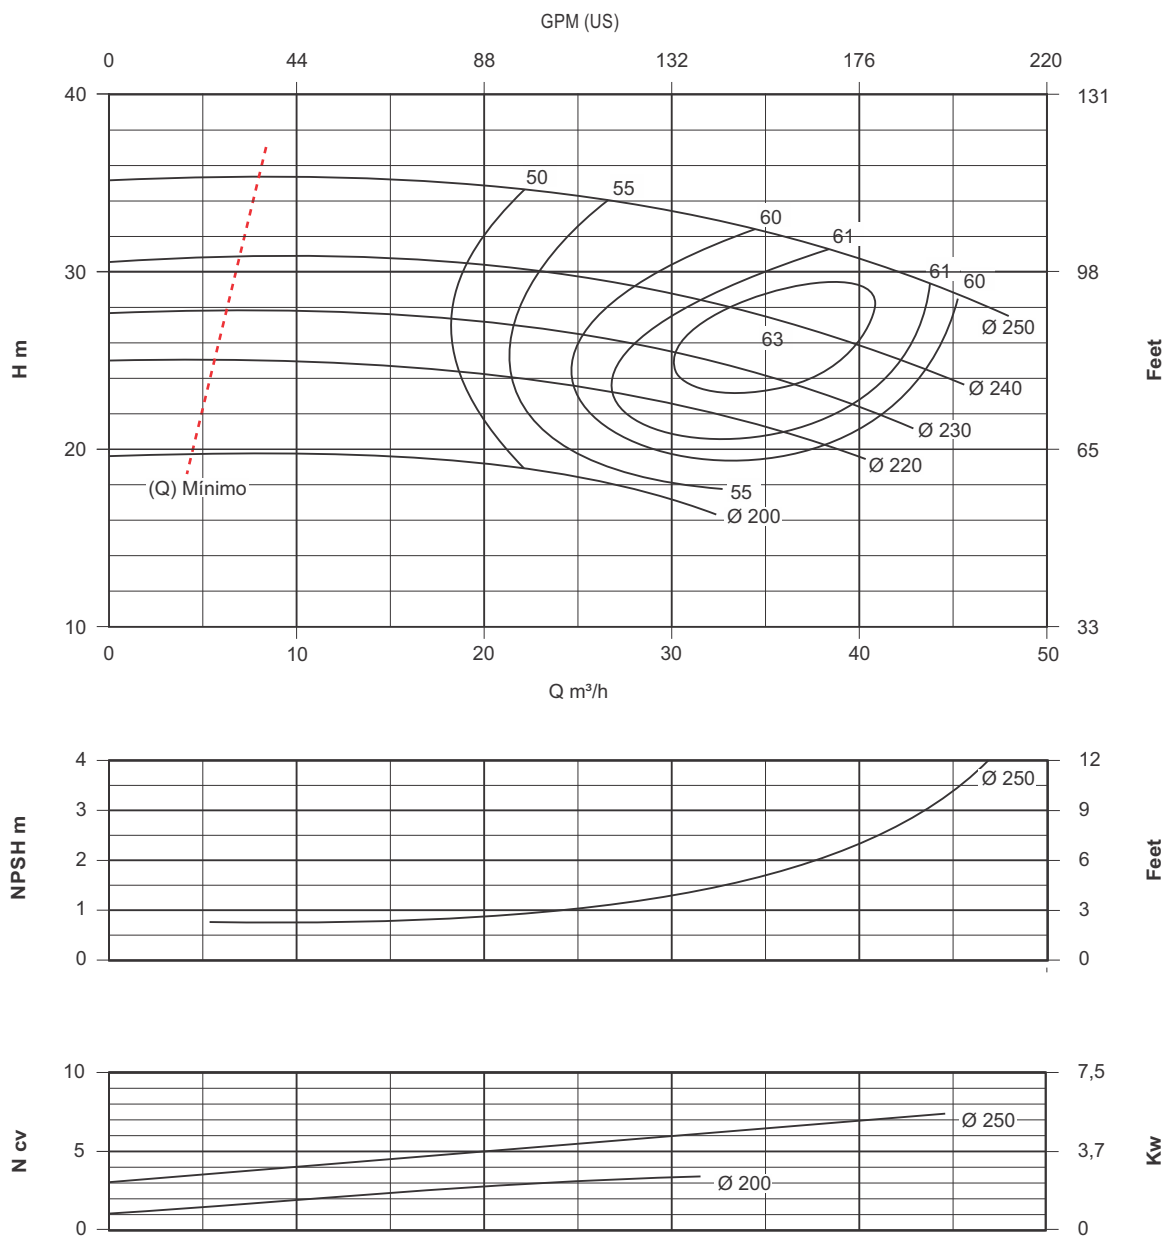 GPM (US)
0 44 88 132 176 220
40 131
50 55 60 61
30 98 61 60
63 Ø 250
H m Feet
Ø 240
Ø 230
20 65 Ø 220
(Q) Mínimo 55
Ø 200
10 33
0 10 20 30 40 50
Q m³/h
4 12
Ø 250
3 9
NPSH m Feet
2 6
1 3
0 0
10 7,5
Ø 250
N cv 5 3,7 Kw
Ø 200
0 0